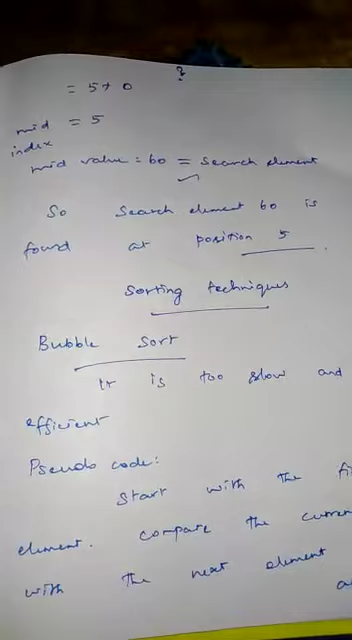 ?
= 5+0
mid index = 5
mid value = 60 = search element
So search element 60 is
found at position 5.
Sorting techniques
Bubble sort
It is too slow and
efficient
Pseudo code:
Start with the fi
element. compare the curren
with the next element
a